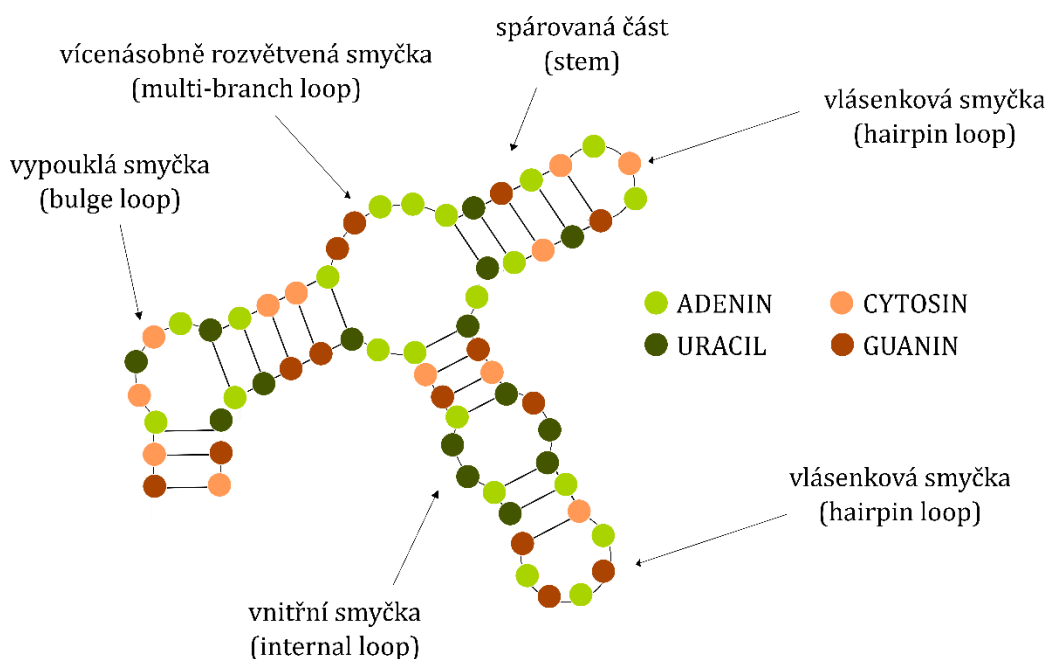 spárovaná část
(stem)
vícenásobně rozvětvená smyčka
(multi-branch loop)
vlásenková smyčka
(hairpin loop)
vypouklá smyčka
(bulge loop)
ADENIN
CYTOSIN
URACIL
GUANIN
vlásenková smyčka
(hairpin loop)
vnitřní smyčka
(internal loop)